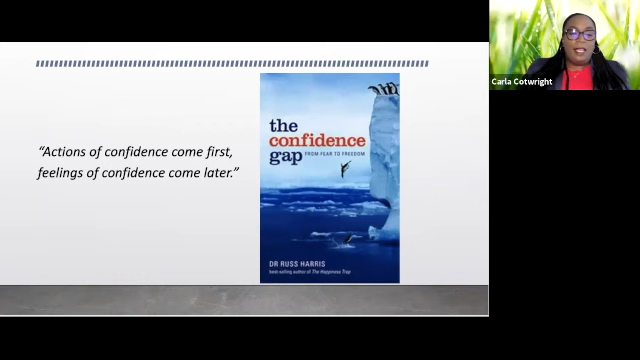 “Actions of confidence come first,
feelings of confidence come later.”
the
confidence
gap FROM FEAR TO FREEDOM
DR RUSS HARRIS
best-selling author of The Happiness Trap
Carla Cotwright